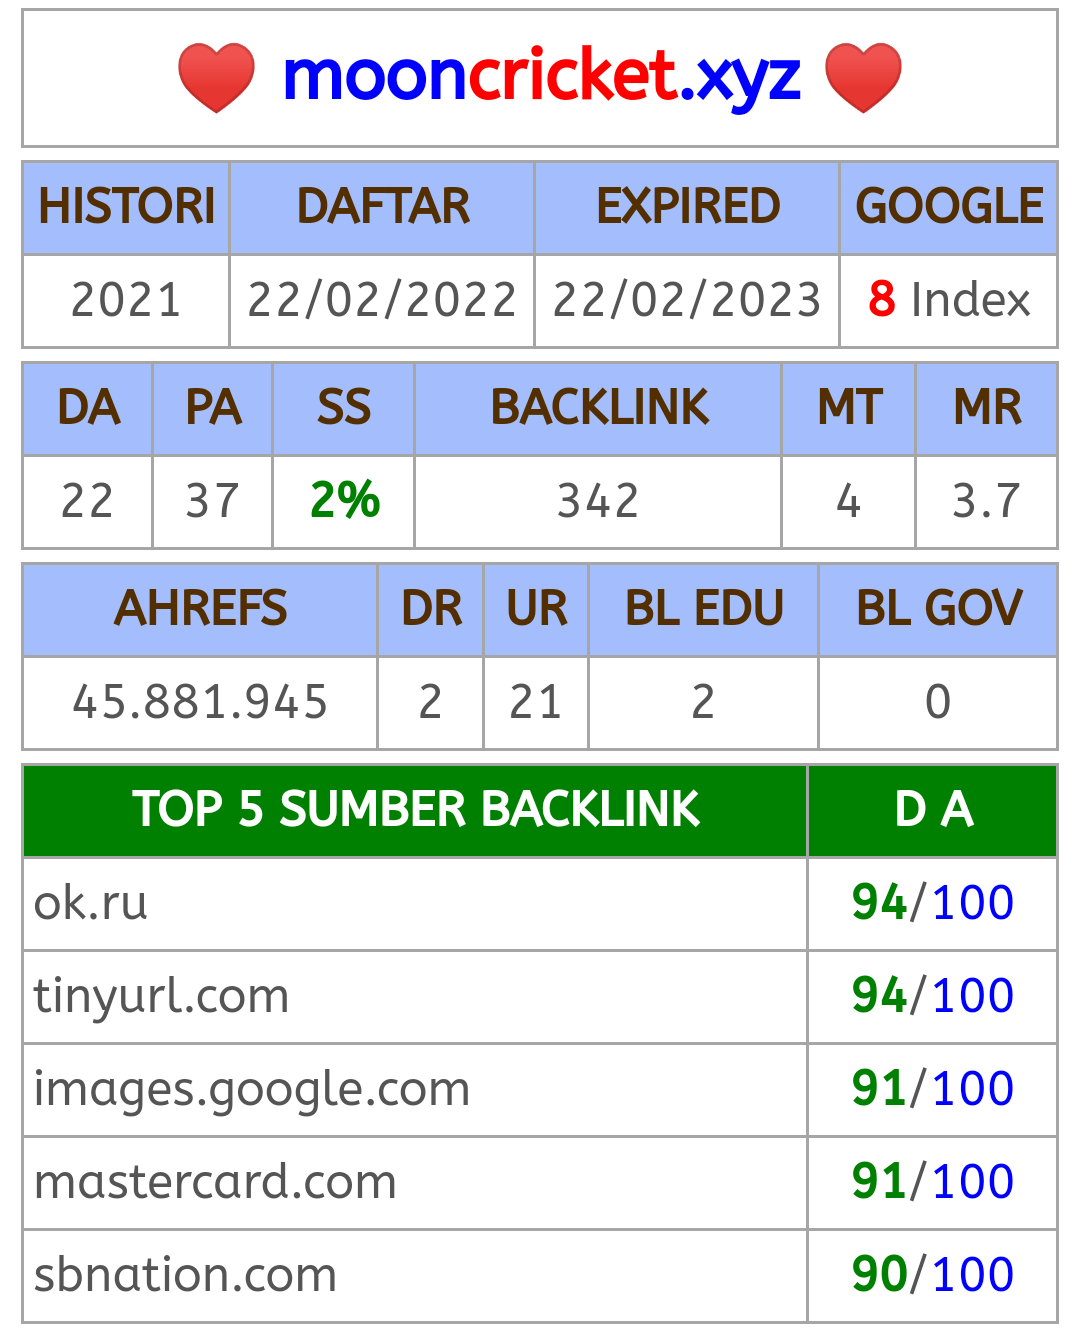 mooncricket.xyz
HISTORI DAFTAR EXPIRED GOOGLE
2021 22/02/2022 22/02/2023 8 Index
DA PA SS BACKLINK MT MR
22 37 2% 342 4 3.7
AHREFS DR UR BL EDU BL GOV
45.881.945 2 21 2 0
TOP 5 SUMBER BACKLINK D A
ok.ru 94/100
tinyurl.com 94/100
images.google.com 91/100
mastercard.com 91/100
sbnation.com 90/100